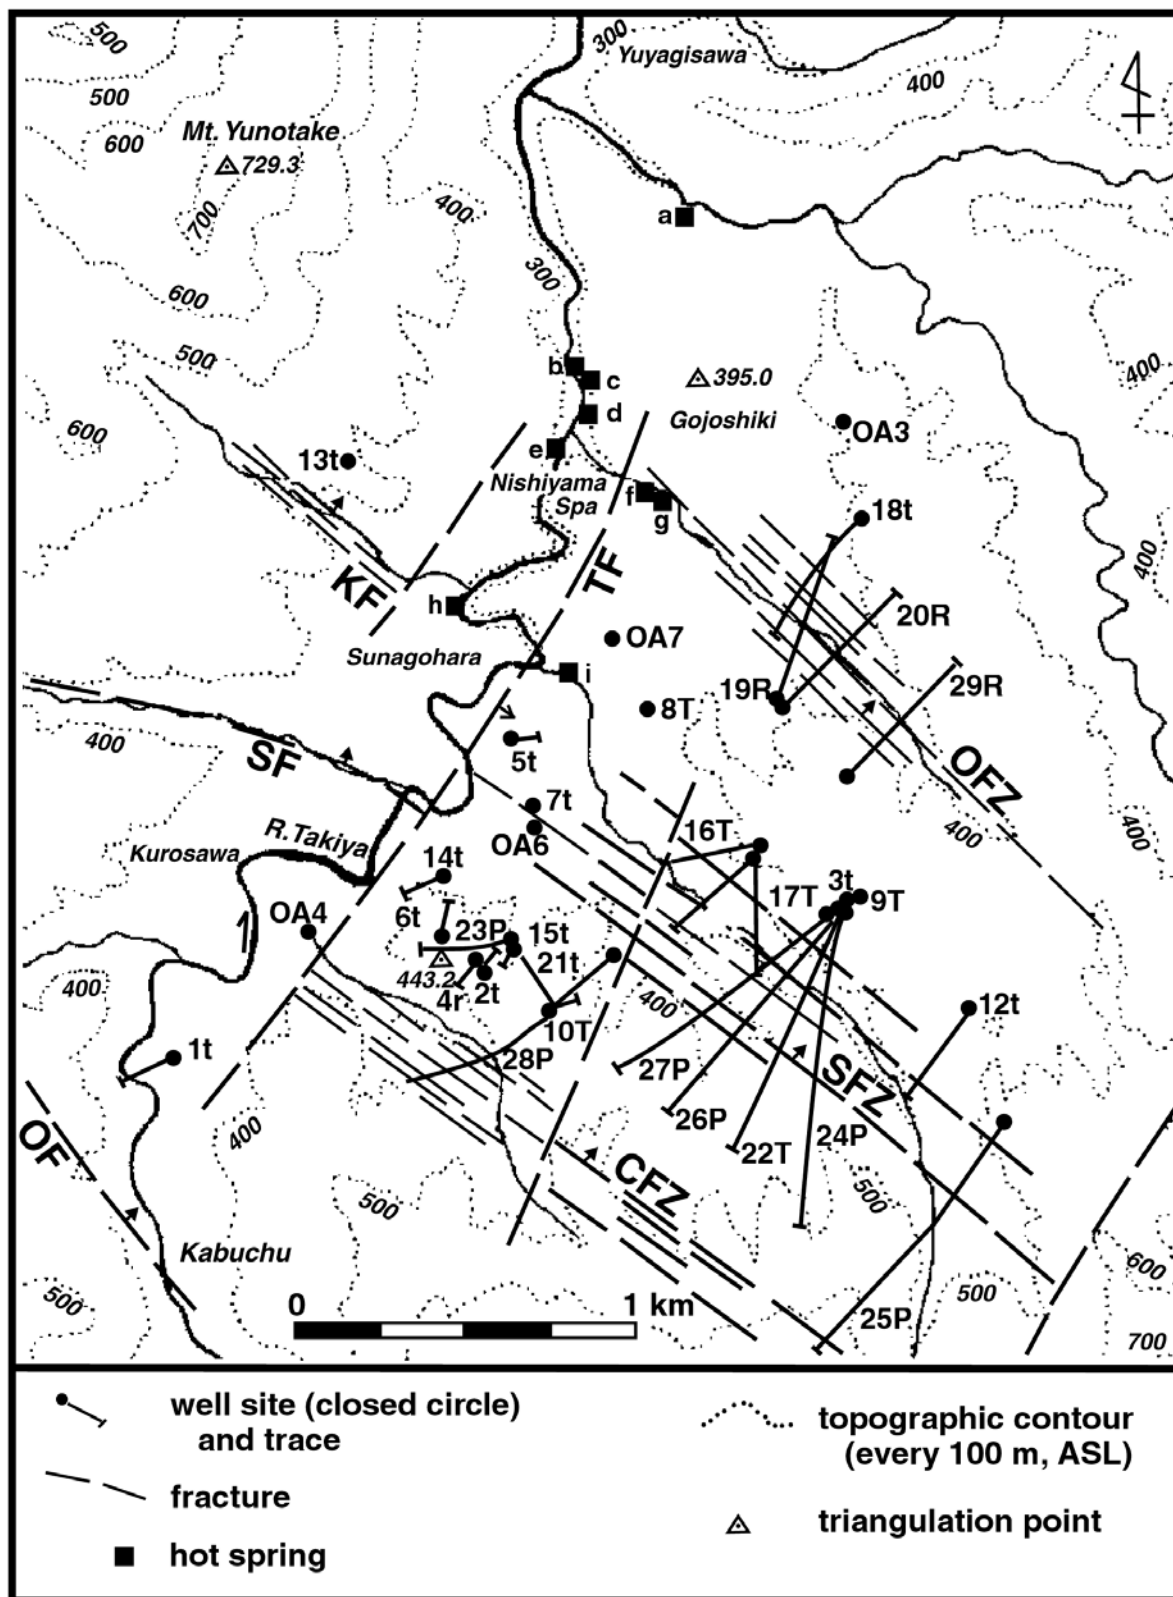 500
300
Yuyagisawa
400
500
Mt. Yunotake
600
729.3
400
700
a
300
600
500
b
c
395.0
400
d
Gojoshiki
600
OA3
13t
e
Nishiyama
Spa
f
g
18t
TF
400
KF
h
20R
OA7
Sunagohara
i
19R
29R
8T
400
SF
5t
OFZ
7t
16T
R.Takiya
OA6
400
400
Kurosawa
14t
3t
17T
9T
OA4
6t
23P
15t
21t
443.2
4r
2t
400
400
12t
10T
1t
28P
27P
SFZ
26P
24P
22T
400
OF
CFZ
500
500
Kabuchu
600
500
500
0
1 km
25P
700
well site (closed circle)
and trace
topographic contour
(every 100 m, ASL)
fracture
triangulation point
hot spring